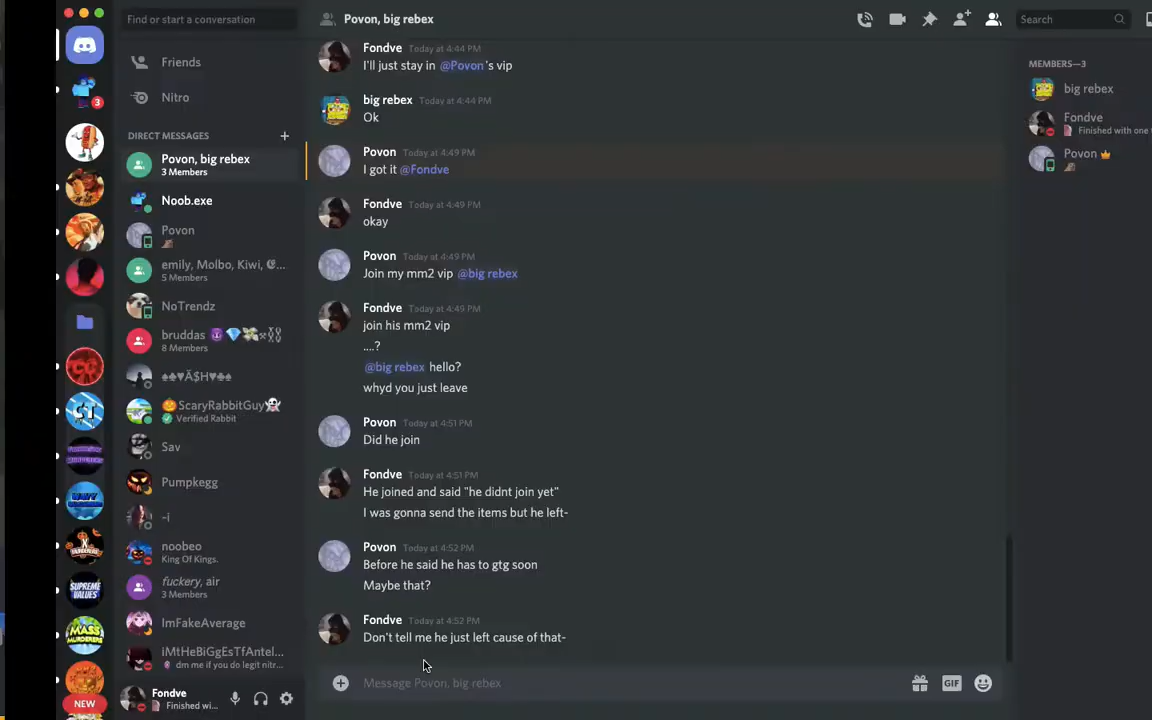 Find or start a conversation
Friends
Nitro
DIRECT MESSAGES
Povon, big rebex
3 Members
Noob.exe
Povon
emily, Molbo, Kiwi,
5 Members
NoTrendz
bruddas
8 Members
♠♣♥Ä$H♥♣♠
ScaryRabbitGuy
Verified Rabbit
Sav
Pumpkegg
-i
noobeo
King Of Kings.
fuckery, air
3 Members
ImFakeAverage
iMtHeBiGgEsTfAntel...
dm me if you do legit nitr...
Fondve
Finished wi...
3
NEW
Povon, big rebex
Search
Fondve Today at 4:44 PM
I'll just stay in @Povon 's vip
big rebex Today at 4:44 PM
Ok
Povon Today at 4:49 PM
I got it @Fondve
Fondve Today at 4:49 PM
okay
Povon Today at 4:49 PM
Join my mm2 vip @big rebex
Fondve Today at 4:49 PM
join his mm2 vip
....?
@big rebex hello?
whyd you just leave
Povon Today at 4:51 PM
Did he join
Fondve Today at 4:51 PM
He joined and said "he didnt join yet"
I was gonna send the items but he left-
Povon Today at 4:52 PM
Before he said he has to gtg soon
Maybe that?
Fondve Today at 4:52 PM
Don't tell me he just left cause of that-
Message Povon, big rebex
GIF
MEMBERS—3
big rebex
Fondve
Finished with one
Povon
CG
CT
SUPREME
VALUES
MASS
MURDERERS